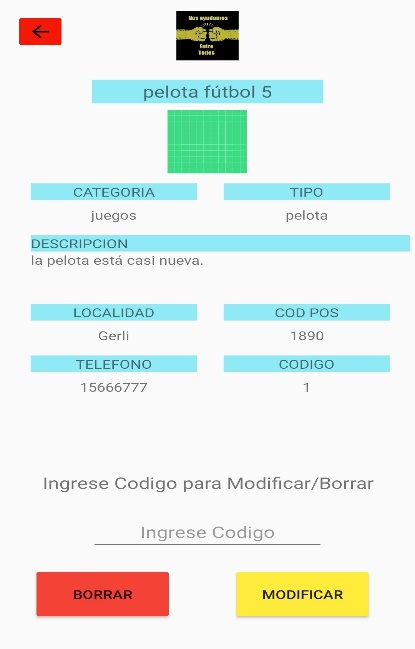 Nos ayudamos
Entre
Todos
pelota fútbol 5
CATEGORIA TIPO
juegos pelota
DESCRIPCION
la pelota está casi nueva.
LOCALIDAD COD POS
Gerli 1890
TELEFONO CODIGO
15666777 1
Ingrese Codigo para Modificar/Borrar
Ingrese Codigo
BORRAR MODIFICAR